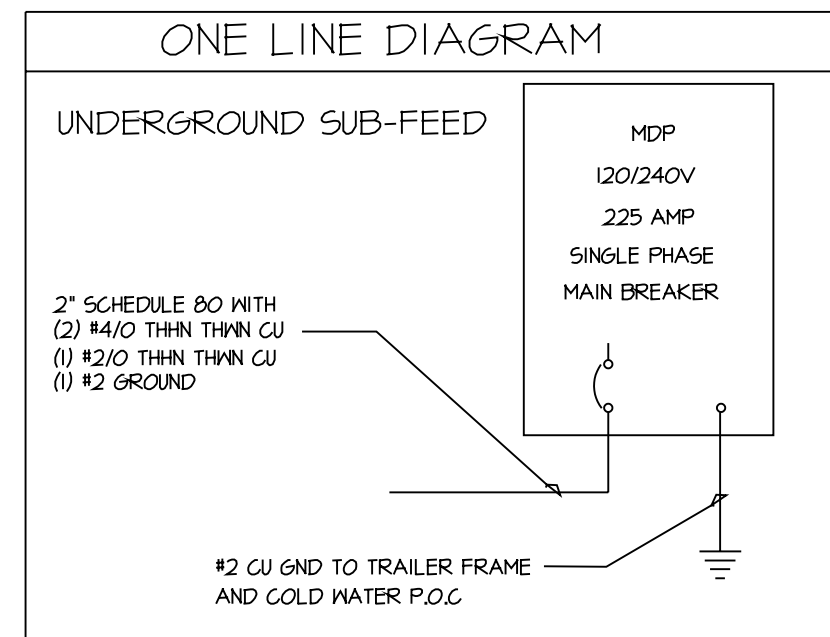 ONE LINE DIAGRAM
UNDERGROUND SUB-FEED
MDP
120/240V
225 AMP
SINGLE PHASE
MAIN BREAKER
2" SCHEDULE 80 WITH
(2) #4/0 THHN THWN CU
(1) #2/0 THHN THWN CU
(1) #2 GROUND
#2 CU GND TO TRAILER FRAME
AND COLD WATER P.O.C